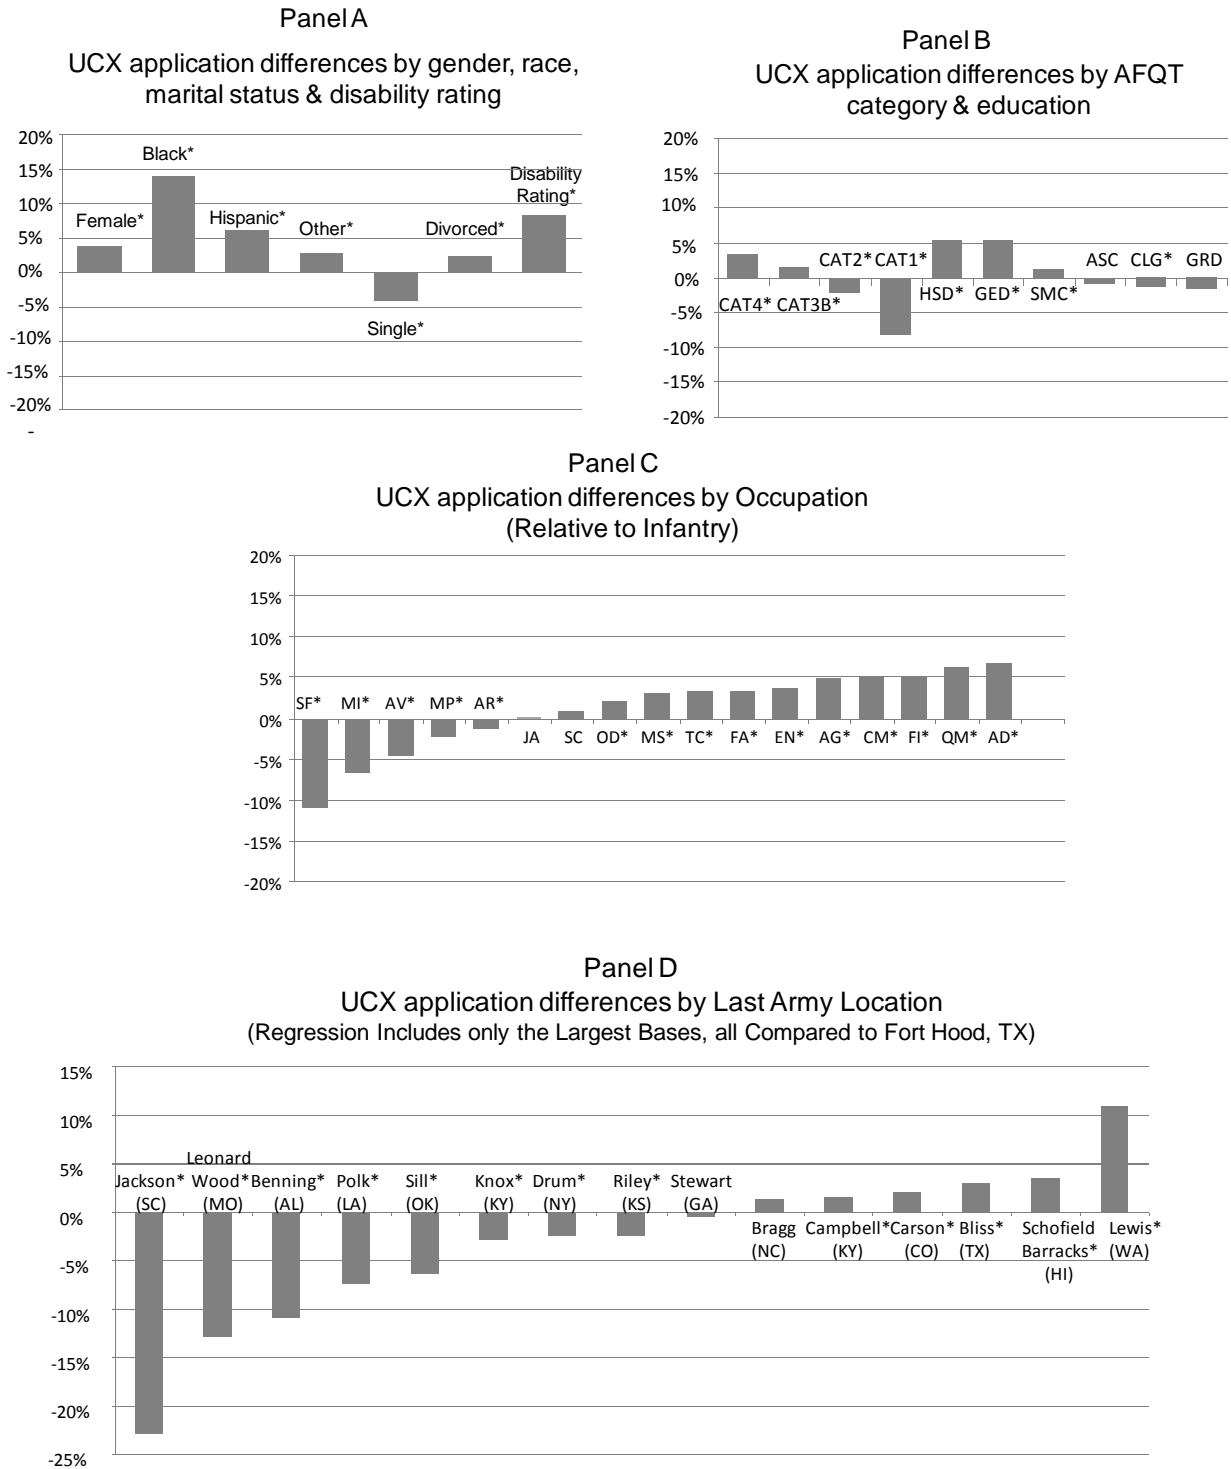 Panel A
UCX application differences by gender, race,
marital status & disability rating
20%
15%
10%
5%
0%
-5%
-10%
-15%
-20%
-
Female*
Black*
Hispanic*
Other*
Single*
Divorced*
Disability
Rating*
Panel B
UCX application differences by AFQT
category & education
20%
15%
10%
5%
0%
-5%
-10%
-15%
-20%
CAT2* CAT1* ASC CLG* GRD
CAT4* CAT3B* HSD* GED* SMC*
Panel C
UCX application differences by Occupation
(Relative to Infantry)
20%
15%
10%
5%
0%
-5%
-10%
-15%
-20%
SF* MI* AV* MP* AR*
JA SC OD* MS* TC* FA* EN* AG* CM* FI* QM* AD*
Panel D
UCX application differences by Last Army Location
(Regression Includes only the Largest Bases, all Compared to Fort Hood, TX)
15%
10%
5%
0%
-5%
-10%
-15%
-20%
-25%
Leonard
Jackson* Wood* Benning* Polk* Sill* Knox* Drum* Riley* Stewart
(SC) (MO) (AL) (LA) (OK) (KY) (NY) (KS) (GA)
Bragg Campbell* Carson* Bliss* Schofield Lewis*
(NC) (KY) (CO) (TX) Barracks* (WA)
(HI)